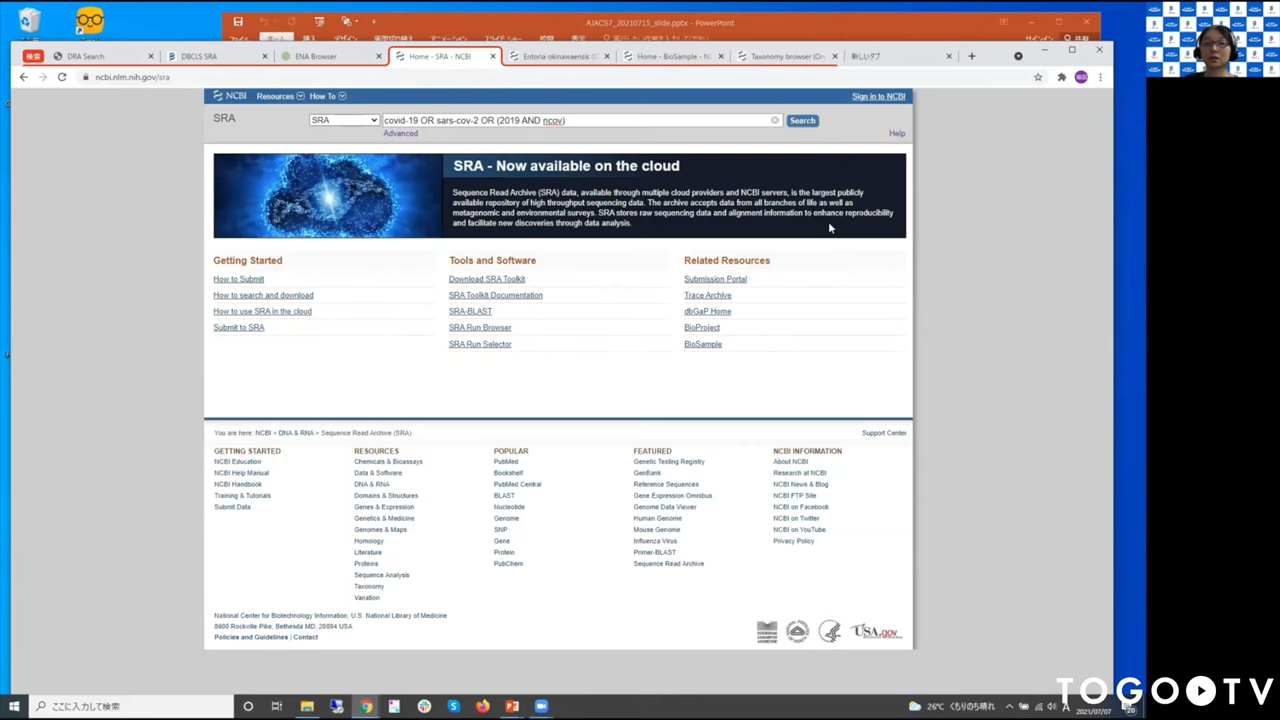 AJACS7_20210715_slide.pptx - PowerPoint
検索
DRA Search
DBCLS SRA
ENA Browser
Home - SRA - NCBI
Entoria okinawaensis (ID
Home - BioSample - NC
Taxonomy browser (On
新しいタブ
ncbi.nlm.nih.gov/sra
NCBI Resources How To Sign in to NCBI
SRA SRA covid-19 OR sars-cov-2 OR (2019 AND ncov) Search
Advanced Help
SRA - Now available on the cloud
Sequence Read Archive (SRA) data, available through multiple cloud providers and NCBI servers, is the largest publicly
available repository of high throughput sequencing data. The archive accepts data from all branches of life as well as
metagenomic and environmental surveys. SRA stores raw sequencing data and alignment information to enhance reproducibility
and facilitate new discoveries through data analysis.
Getting Started
How to Submit
How to search and download
How to use SRA in the cloud
Submit to SRA
Tools and Software
Download SRA Toolkit
SRA Toolkit Documentation
SRA-BLAST
SRA Run Browser
SRA Run Selector
Related Resources
Submission Portal
Trace Archive
dbGaP Home
BioProject
BioSample
You are here: NCBI > DNA & RNA > Sequence Read Archive (SRA)
Support Center
GETTING STARTED
NCBI Education
NCBI Help Manual
NCBI Handbook
Training & Tutorials
Submit Data
RESOURCES
Chemicals & Bioassays
Data & Software
DNA & RNA
Domains & Structures
Genes & Expression
Genetics & Medicine
Genomes & Maps
Homology
Literature
Proteins
Sequence Analysis
Taxonomy
Variation
POPULAR
PubMed
Bookshelf
PubMed Central
BLAST
Nucleotide
Genome
SNP
Gene
Protein
PubChem
FEATURED
Genetic Testing Registry
GenBank
Reference Sequences
Gene Expression Omnibus
Genome Data Viewer
Human Genome
Mouse Genome
Influenza Virus
Primer-BLAST
Sequence Read Archive
NCBI INFORMATION
About NCBI
Research at NCBI
NCBI News & Blog
NCBI FTP Site
NCBI on Facebook
NCBI on Twitter
NCBI on YouTube
Privacy Policy
National Center for Biotechnology Information, U.S. National Library of Medicine
8600 Rockville Pike, Bethesda MD, 20894 USA
Policies and Guidelines | Contact
USA.gov
TOGO TV
ここに入力して検索
26°C くもりのち晴れ
2021/07/07
20